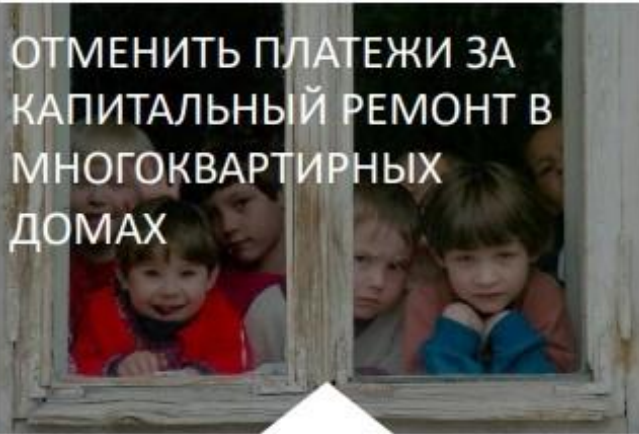 ОТМЕНИТЬ ПЛАТЕЖИ ЗА
КАПИТАЛЬНЫЙ РЕМОНТ В
МНОГОКВАРТИРНЫХ
ДОМАХ